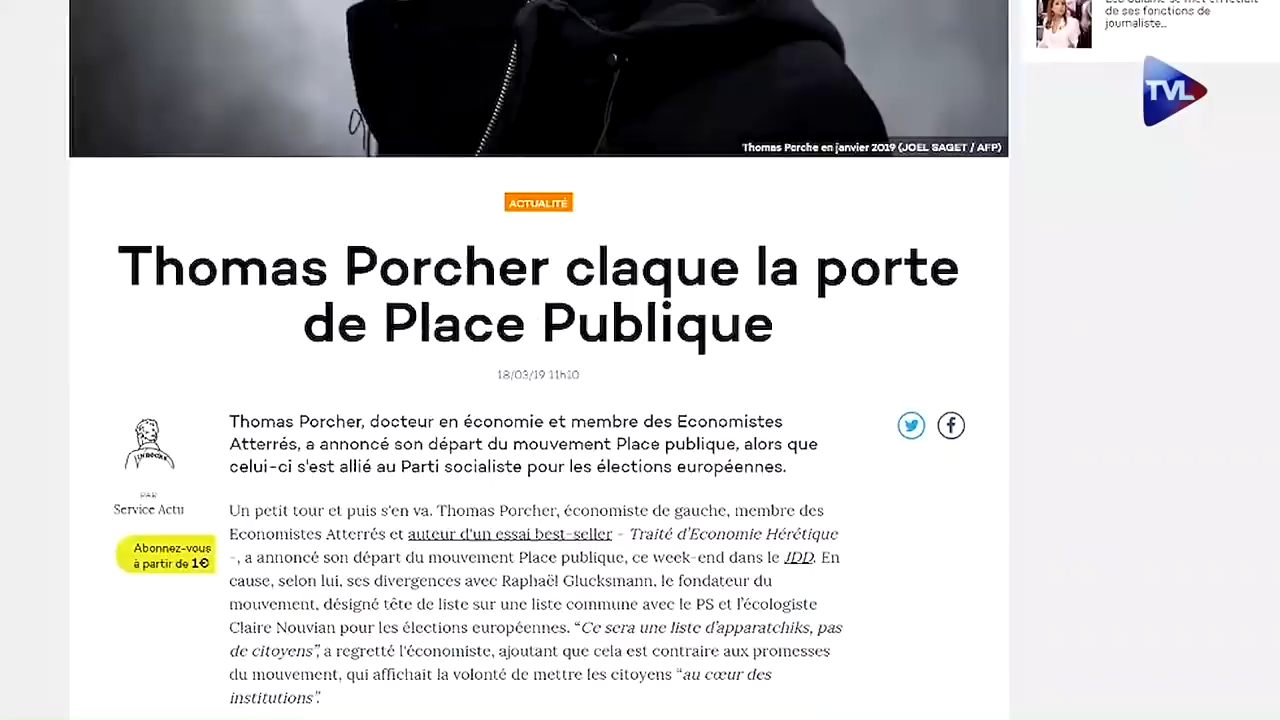 de ses fonctions de
journaliste...
TVL
Thomas Porche en janvier 2019 (JOEL SAGET / AFP)
ACTUALITÉ
Thomas Porcher claque la porte
de Place Publique
18/03/19 11h10
Thomas Porcher, docteur en économie et membre des Economistes
Atterrés, a annoncé son départ du mouvement Place publique, alors que
celui-ci s'est allié au Parti socialiste pour les élections européennes.
PAR
Service Actu
Abonnez-vous
à partir de 1€
Un petit tour et puis s'en va. Thomas Porcher, économiste de gauche, membre des
Economistes Atterrés et auteur d'un essai best-seller - Traité d'Economie Hérétique
-, a annoncé son départ du mouvement Place publique, ce week-end dans le JDD. En
cause, selon lui, ses divergences avec Raphaël Glucksmann, le fondateur du
mouvement, désigné tête de liste sur une liste commune avec le PS et l'écologiste
Claire Nouvian pour les élections européennes. “Ce sera une liste d'apparatchiks, pas
de citoyens”, a regretté l'économiste, ajoutant que cela est contraire aux promesses
du mouvement, qui affichait la volonté de mettre les citoyens “au cœur des
institutions”.